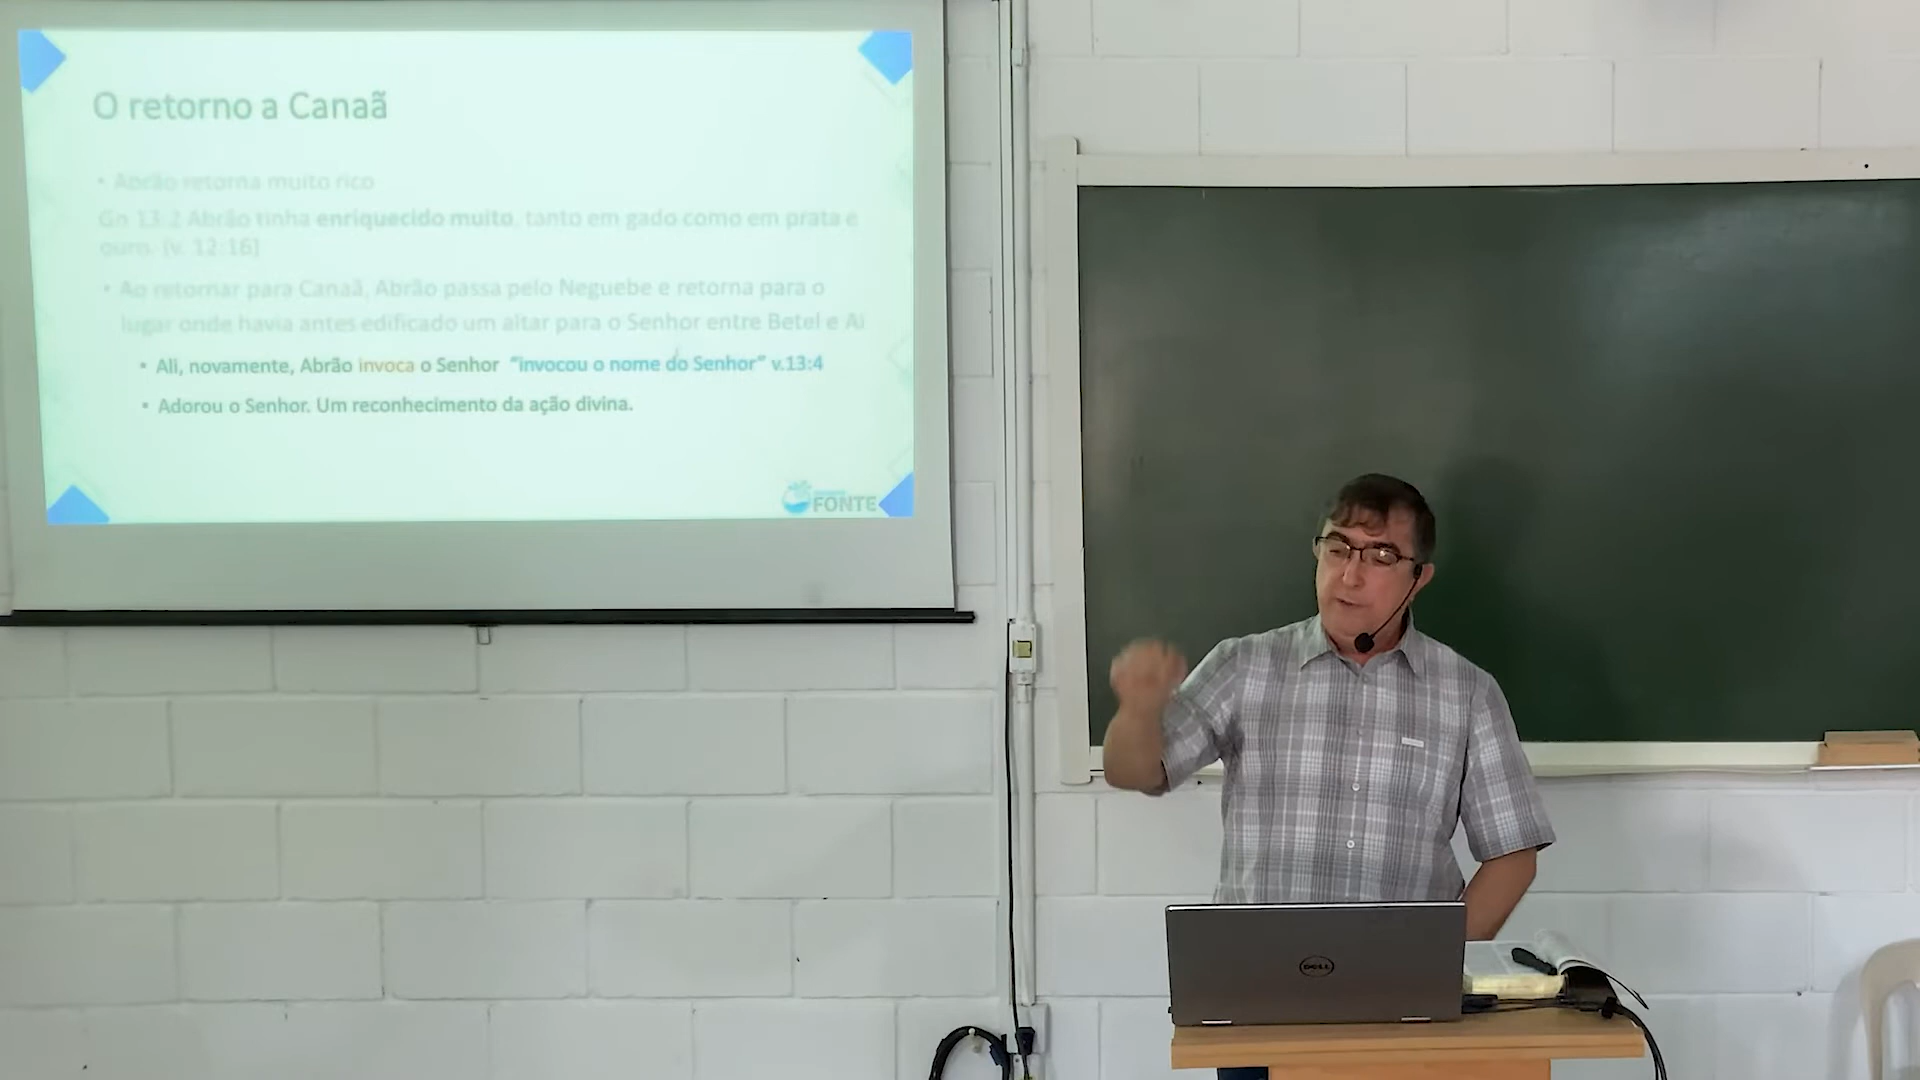 O retorno a Canaã
• Abrão retorna muito rico
Gn 13:2 Abrão tinha enriquecido muito, tanto em gado como em prata e
ouro. (v. 12:16)
• Ao retornar para Canaã, Abrão passa pelo Neguebe e retorna para o
lugar onde havia antes edificado um altar para o Senhor entre Betel e Ai
• Ali, novamente, Abrão invoca o Senhor "invocou o nome do Senhor" v.13:4
• Adorou o Senhor. Um reconhecimento da ação divina.
FONTE
DELL